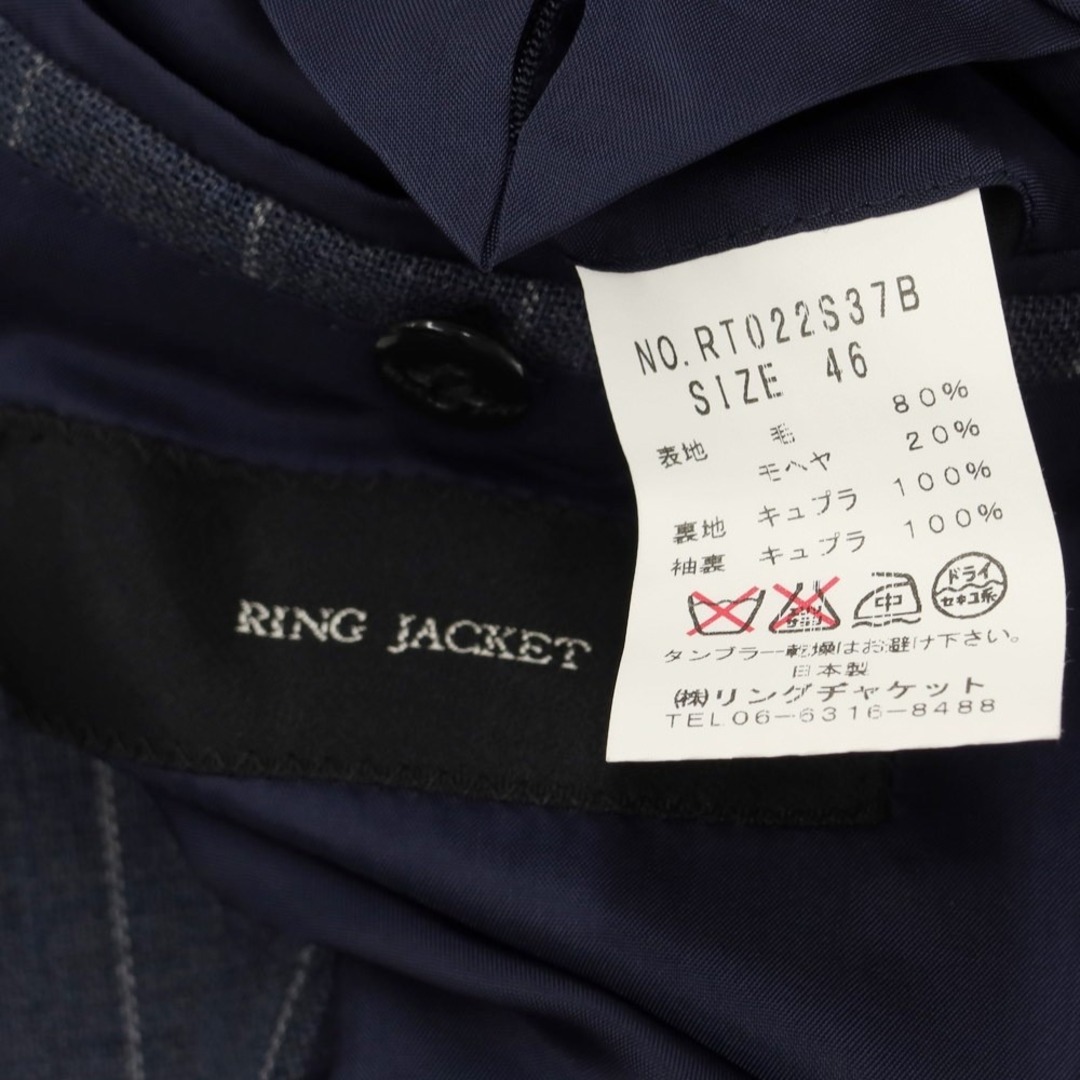 NO.RT022S37B
SIZE 46
表地 毛 80%
モヘヤ 20%
裏地 キュプラ 100%
袖裏 キュプラ 100%
中
ドライ
セキユ系
タンブラー乾燥はお避け下さい。
日本製
(株)リングヂャケット
TEL06-6316-8488
RING JACKET